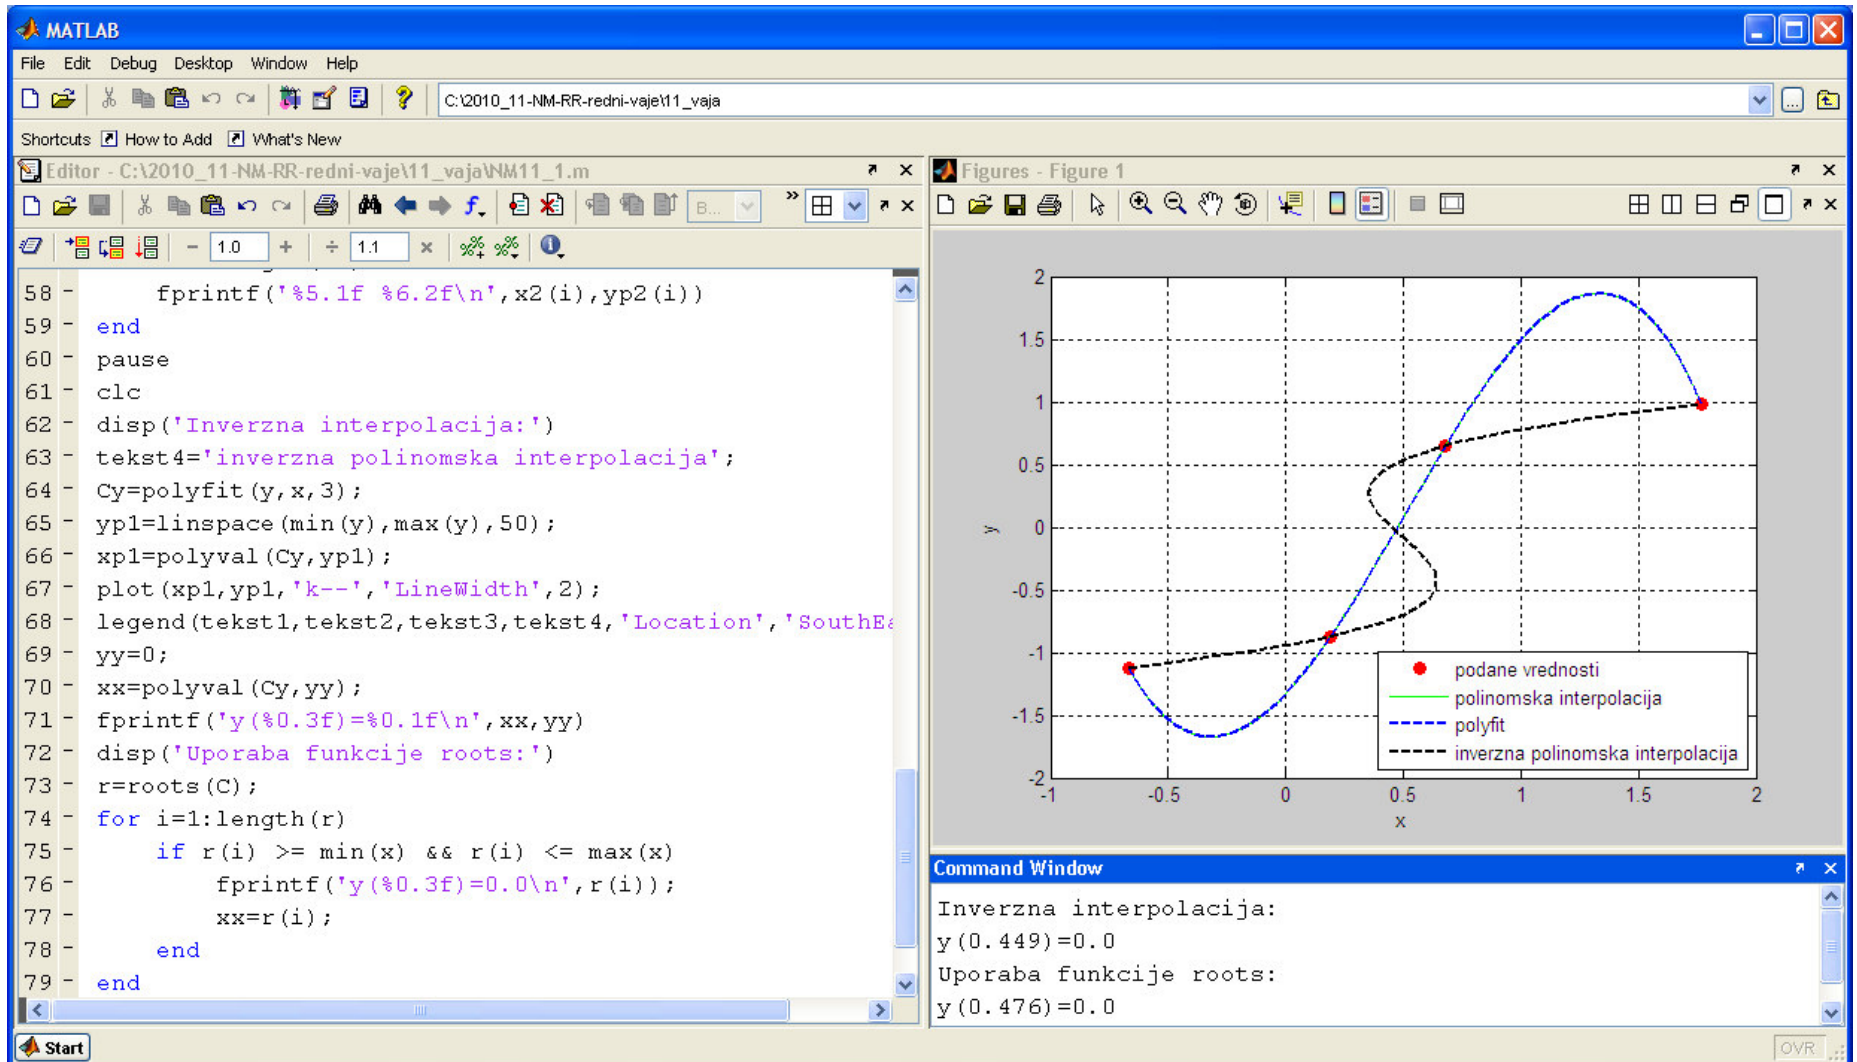 MATLAB
File Edit Debug Desktop Window Help
C:\2010_11-NM-RR-redni-vaje\11_vaja
...
Shortcuts How to Add What's New
Editor - C:\2010_11-NM-RR-redni-vaje\11_vaja\NM11_1.m
B...
- 1.0 + ÷ 1.1 ×
58 - fprintf('%5.1f %6.2f\n',x2(i),yp2(i))
59 - end
60 - pause
61 - clc
62 - disp('Inverzna interpolacija:')
63 - tekst4='inverzna polinomska interpolacija';
64 - Cy=polyfit(y,x,3);
65 - yp1=linspace(min(y),max(y),50);
66 - xp1=polyval(Cy,yp1);
67 - plot(xp1,yp1,'k--','LineWidth',2);
68 - legend(tekst1,tekst2,tekst3,tekst4,'Location','SouthEa
69 - yy=0;
70 - xx=polyval(Cy,yy);
71 - fprintf('y(%0.3f)=%0.1f\n',xx,yy)
72 - disp('Uporaba funkcije roots:')
73 - r=roots(C);
74 - for i=1:length(r)
75 - if r(i) >= min(x) && r(i) <= max(x)
76 - fprintf('y(%0.3f)=0.0\n',r(i));
77 - xx=r(i);
78 - end
79 - end
Figures - Figure 1
2
1.5
1
0.5
0
-0.5
-1
-1.5
-2
y
-1 -0.5 0 0.5 1 1.5 2
x
podane vrednosti
polinomska interpolacija
polyfit
inverzna polinomska interpolacija
Command Window
Inverzna interpolacija:
y(0.449)=0.0
Uporaba funkcije roots:
y(0.476)=0.0
Start
OVR